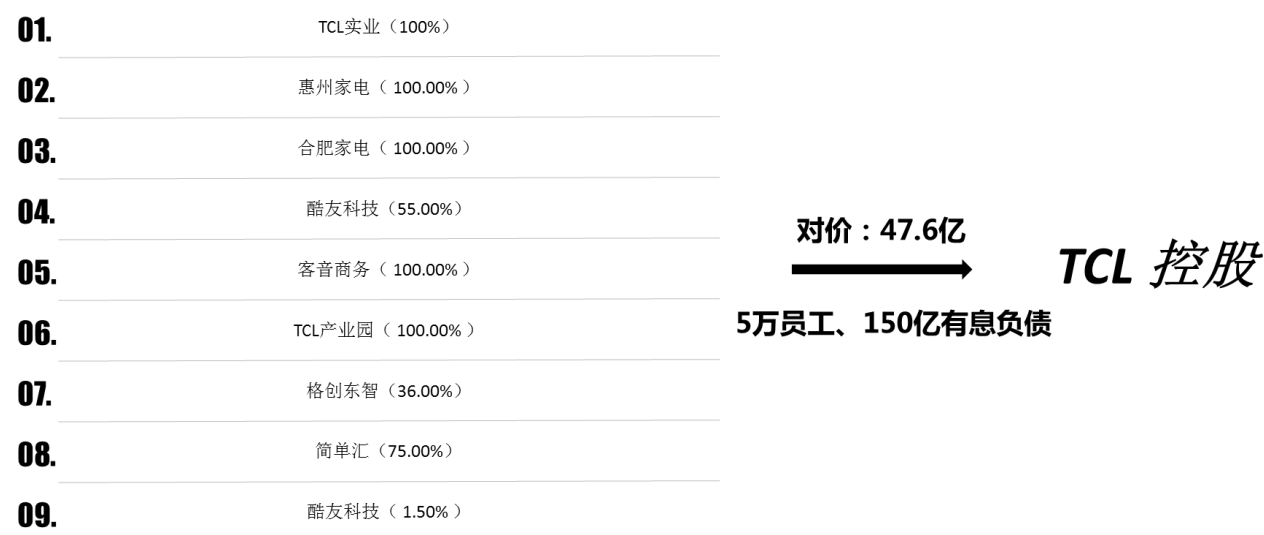 01. TCL实业（100%）
02. 惠州家电（ 100.00% ）
03. 合肥家电（ 100.00% ）
04. 酷友科技（55.00%）
05. 客音商务（ 100.00% ）
06. TCL产业园（ 100.00% ）
07. 格创东智（36.00%）
08. 简单汇（75.00%）
09. 酷友科技（ 1.50% ）
对价：47.6亿
5万员工、150亿有息负债
TCL 控股